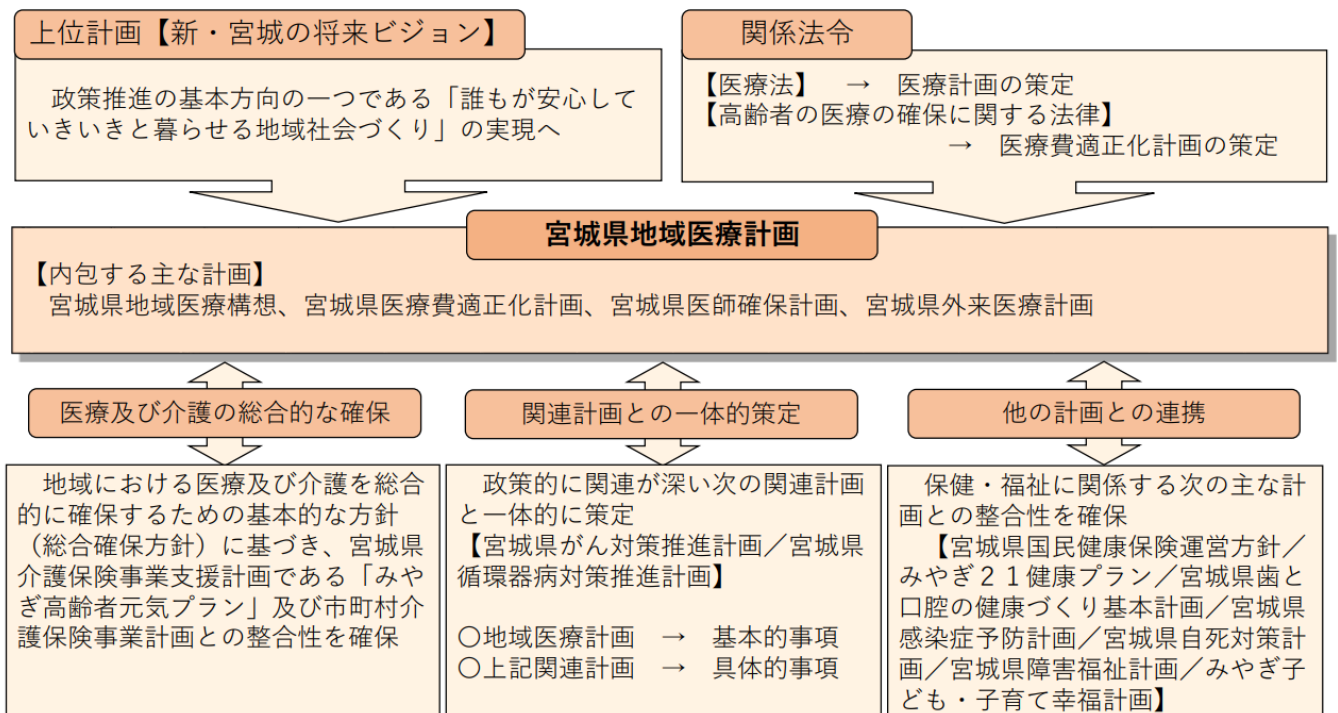 上位計画【新・宮城の将来ビジョン】
政策推進の基本方向の一つである「誰もが安心して
いきいきと暮らせる地域社会づくり」の実現へ
関係法令
【医療法】　→　医療計画の策定
【高齢者の医療の確保に関する法律】
→　医療費適正化計画の策定
宮城県地域医療計画
【内包する主な計画】
宮城県地域医療構想、宮城県医療費適正化計画、宮城県医師確保計画、宮城県外来医療計画
医療及び介護の総合的な確保
地域における医療及び介護を総合
的に確保するための基本的な方針
（総合確保方針）に基づき、宮城県
介護保険事業支援計画である「みや
ぎ高齢者元気プラン」及び市町村介
護保険事業計画との整合性を確保
関連計画との一体的策定
政策的に関連が深い次の関連計画
と一体的に策定
【宮城県がん対策推進計画／宮城県
循環器病対策推進計画】
〇地域医療計画　→　基本的事項
〇上記関連計画　→　具体的事項
他の計画との連携
保健・福祉に関係する次の主な計
画との整合性を確保
【宮城県国民健康保険運営方針／
みやぎ２１健康プラン／宮城県歯と
口腔の健康づくり基本計画／宮城県
感染症予防計画／宮城県自死対策計
画／宮城県障害福祉計画／みやぎ子
ども・子育て幸福計画】